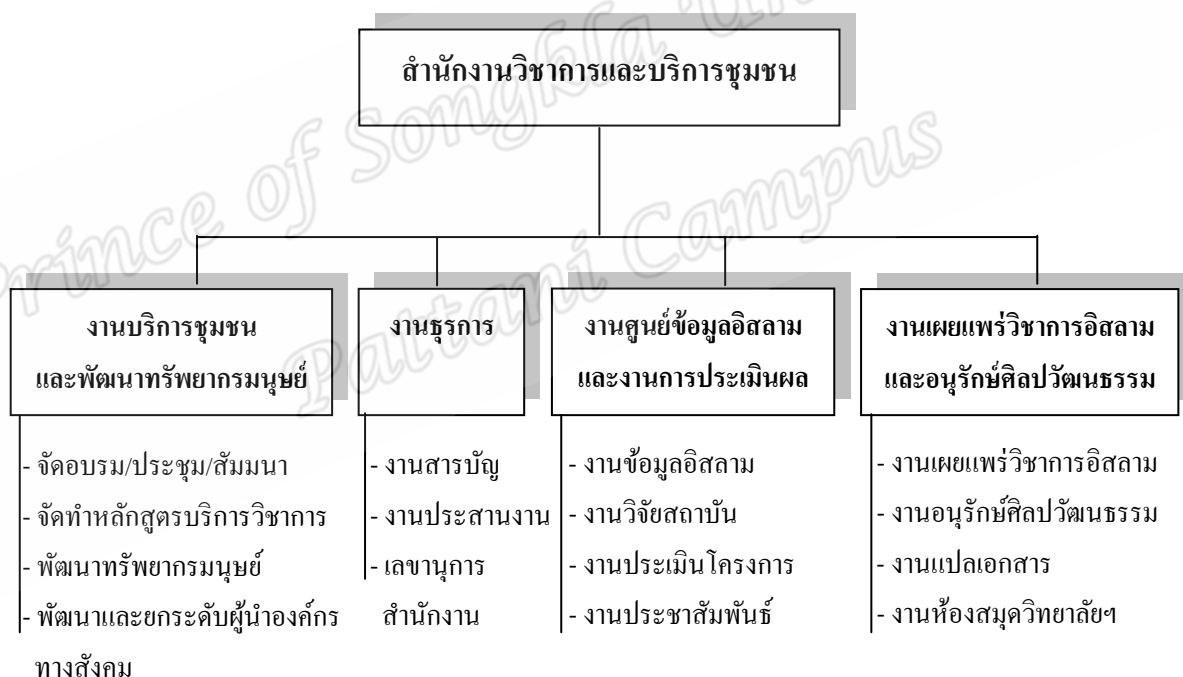 Prince of Songkla
Pattani Campus
สำนักงานวิชาการและบริการชุมชน
งานบริการชุมชน
และพัฒนาทรัพยากรมนุษย์
- จัดอบรม/ประชุม/สัมมนา
- จัดทำหลักสูตรบริการวิชาการ
- พัฒนาทรัพยากรมนุษย์
- พัฒนาและยกระดับผู้นำองค์กร
ทางสังคม
งานธุรการ
- งานสารบัญ
- งานประสานงาน
- เลขานุการ
สำนักงาน
งานศูนย์ข้อมูลอิสลาม
และงานการประเมินผล
- งานข้อมูลอิสลาม
- งานวิจัยสถาบัน
- งานประเมินโครงการ
- งานประชาสัมพันธ์
งานเผยแพร่วิชาการอิสลาม
และอนุรักษ์ศิลปวัฒนธรรม
- งานเผยแพร่วิชาการอิสลาม
- งานอนุรักษ์ศิลปวัฒนธรรม
- งานแปลเอกสาร
- งานห้องสมุดวิทยาลัยฯ